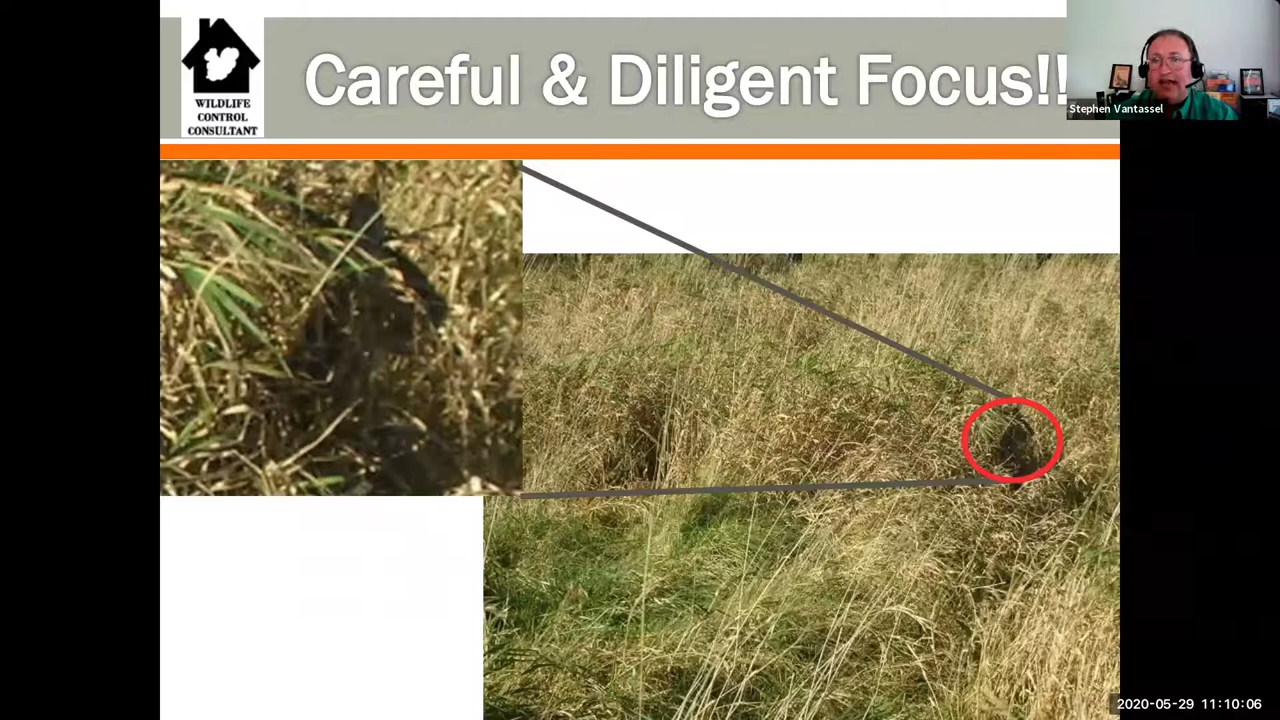 Careful & Diligent Focus!!
WILDLIFE
CONTROL
CONSULTANT
Stephen Vantassel
2020-05-29 11:10:06